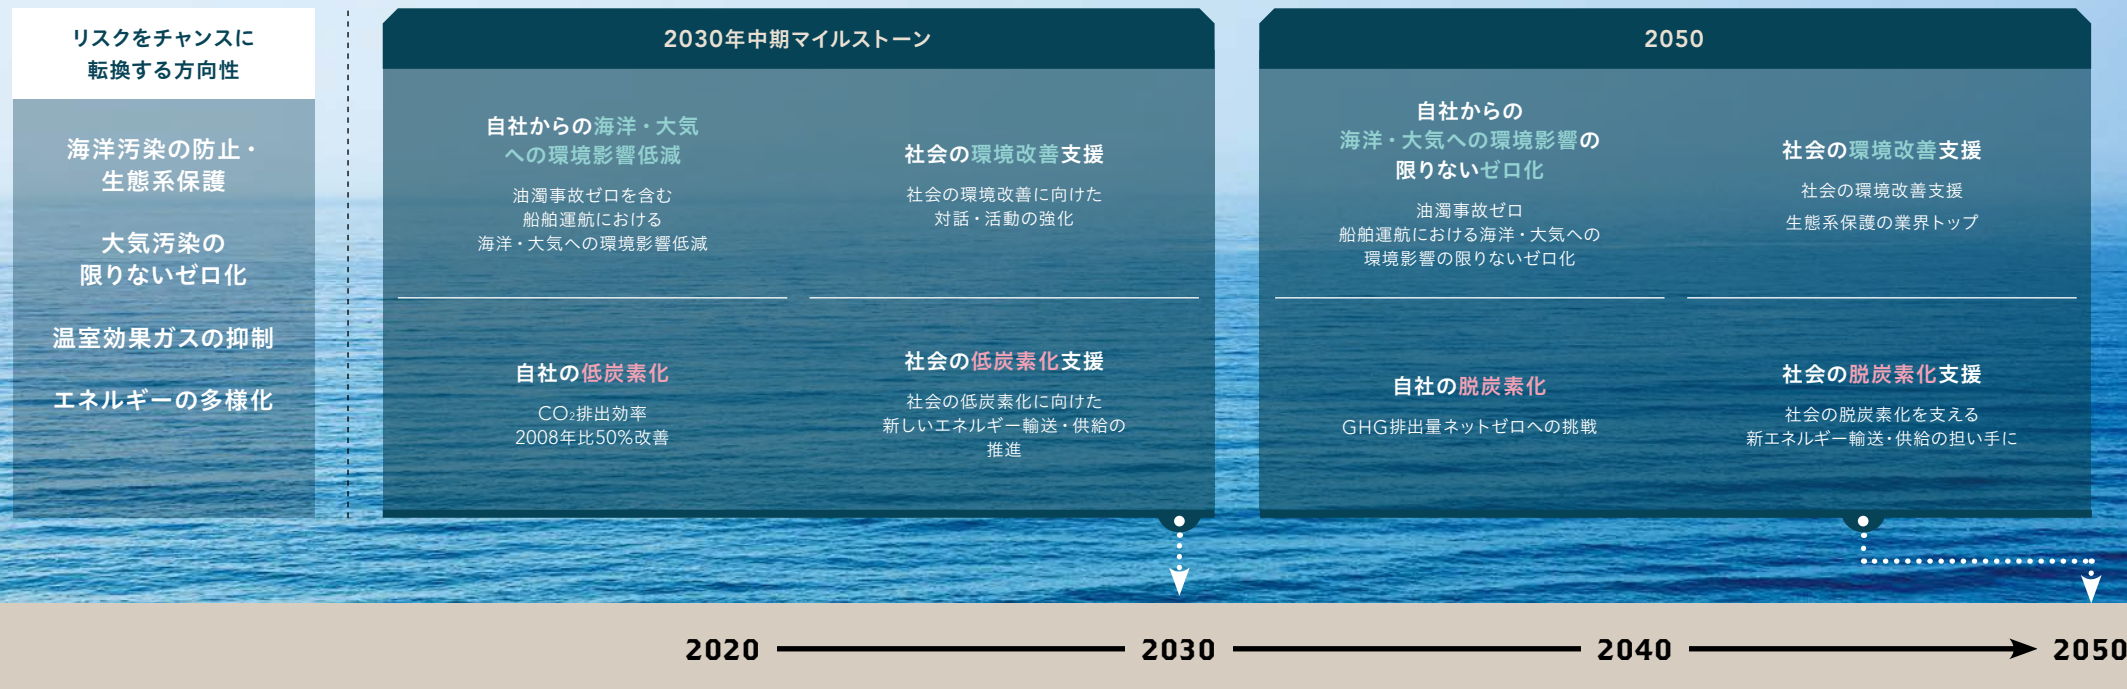 リスクをチャンスに
転換する方向性
海洋汚染の防止・
生態系保護
大気汚染の
限りないゼロ化
温室効果ガスの抑制
エネルギーの多様化
2030年中期マイルストーン
自社からの海洋・大気
への環境影響低減
油濁事故ゼロを含む
船舶運航における
海洋・大気への環境影響低減
社会の環境改善支援
社会の環境改善に向けた
対話・活動の強化
自社の低炭素化
CO₂排出効率
2008年比50%改善
社会の低炭素化支援
社会の低炭素化に向けた
新しいエネルギー輸送・供給の
推進
2050
自社からの
海洋・大気への環境影響の
限りないゼロ化
油濁事故ゼロ
船舶運航における海洋・大気への
環境影響の限りないゼロ化
社会の環境改善支援
社会の環境改善支援
生態系保護の業界トップ
自社の脱炭素化
GHG排出量ネットゼロへの挑戦
社会の脱炭素化支援
社会の脱炭素化を支える
新エネルギー輸送・供給の担い手に
2020
2030
2040
2050